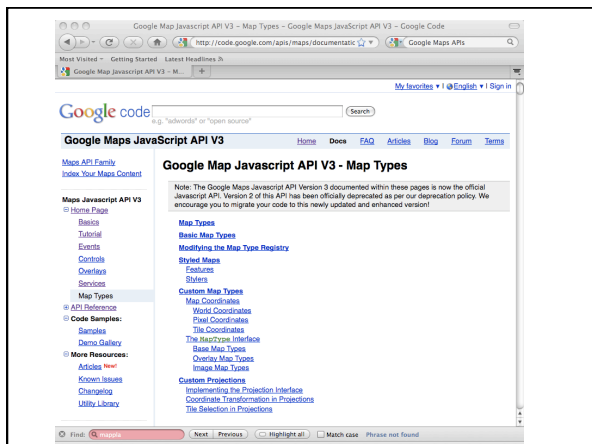 Google Map Javascript API V3 - Map Types - Google Maps JavaScript API V3 - Google Code
http://code.google.com/apis/maps/documentatic
Google Maps APIs
Most Visited Getting Started Latest Headlines
Google Map Javascript API V3 - M...
My favorites ▼ | English ▼ | Sign in
Google code
Search
e.g. "adwords" or "open source"
Google Maps JavaScript API V3
Home Docs FAQ Articles Blog Forum Terms
Maps API Family
Index Your Maps Content
Maps Javascript API V3
Home Page
Basics
Tutorial
Events
Controls
Overlays
Services
Map Types
API Reference
Code Samples:
Samples
Demo Gallery
More Resources:
Articles New!
Known Issues
Changelog
Utility Library
Google Map Javascript API V3 - Map Types
Note: The Google Maps Javascript API Version 3 documented within these pages is now the official
Javascript API. Version 2 of this API has been officially deprecated as per our deprecation policy. We
encourage you to migrate your code to this newly updated and enhanced version!
Map Types
Basic Map Types
Modifying the Map Type Registry
Styled Maps
Features
Stylers
Custom Map Types
Map Coordinates
World Coordinates
Pixel Coordinates
Tile Coordinates
The MapType Interface
Base Map Types
Overlay Map Types
Image Map Types
Custom Projections
Implementing the Projection Interface
Coordinate Transformation in Projections
Tile Selection in Projections
Find: mappla Next Previous Highlight all Match case Phrase not found